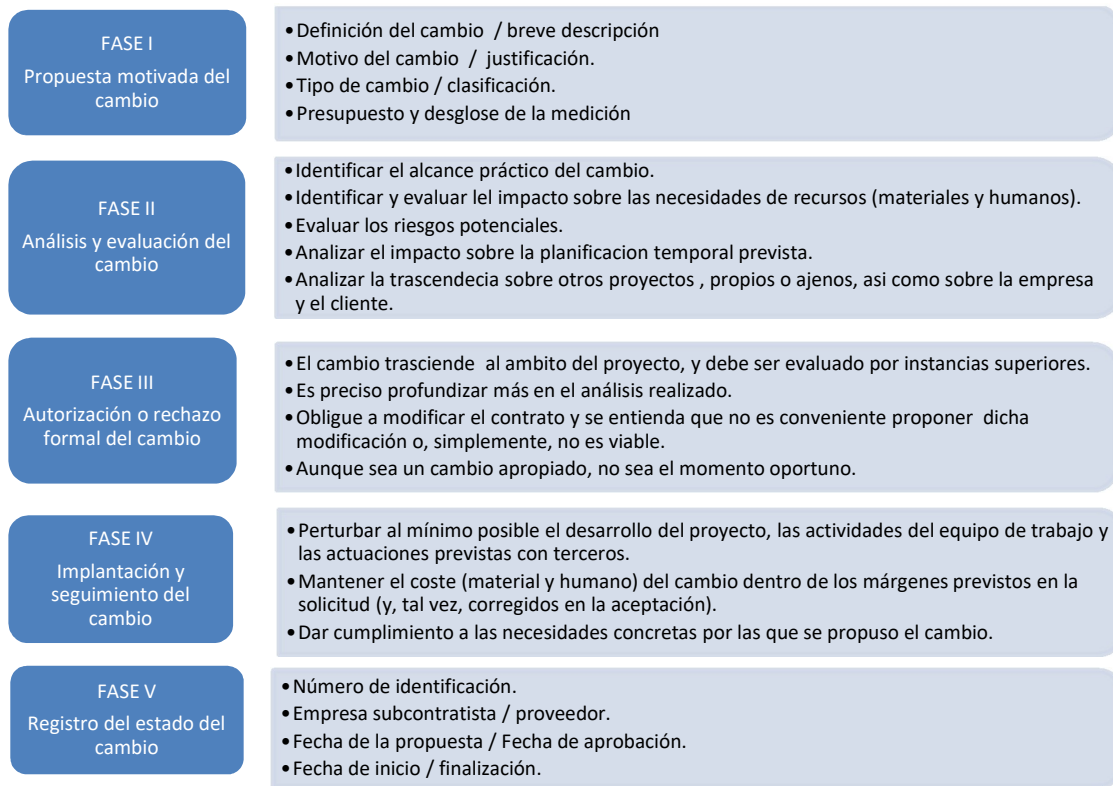 FASE I
Propuesta motivada del
cambio
•Definición del cambio / breve descripción
•Motivo del cambio / justificación.
•Tipo de cambio / clasificación.
•Presupuesto y desglose de la medición
FASE II
Análisis y evaluación del
cambio
•Identificar el alcance práctico del cambio.
•Identificar y evaluar lel impacto sobre las necesidades de recursos (materiales y humanos).
•Evaluar los riesgos potenciales.
•Analizar el impacto sobre la planificacion temporal prevista.
•Analizar la trascendecia sobre otros proyectos , propios o ajenos, asi como sobre la empresa
y el cliente.
FASE III
Autorización o rechazo
formal del cambio
•El cambio trasciende al ambito del proyecto, y debe ser evaluado por instancias superiores.
•Es preciso profundizar más en el análisis realizado.
•Obligue a modificar el contrato y se entienda que no es conveniente proponer dicha
modificación o, simplemente, no es viable.
•Aunque sea un cambio apropiado, no sea el momento oportuno.
FASE IV
Implantación y
seguimiento del
cambio
•Perturbar al mínimo posible el desarrollo del proyecto, las actividades del equipo de trabajo y
las actuaciones previstas con terceros.
•Mantener el coste (material y humano) del cambio dentro de los márgenes previstos en la
solicitud (y, tal vez, corregidos en la aceptación).
•Dar cumplimiento a las necesidades concretas por las que se propuso el cambio.
FASE V
Registro del estado del
cambio
•Número de identificación.
•Empresa subcontratista / proveedor.
•Fecha de la propuesta / Fecha de aprobación.
•Fecha de inicio / finalización.